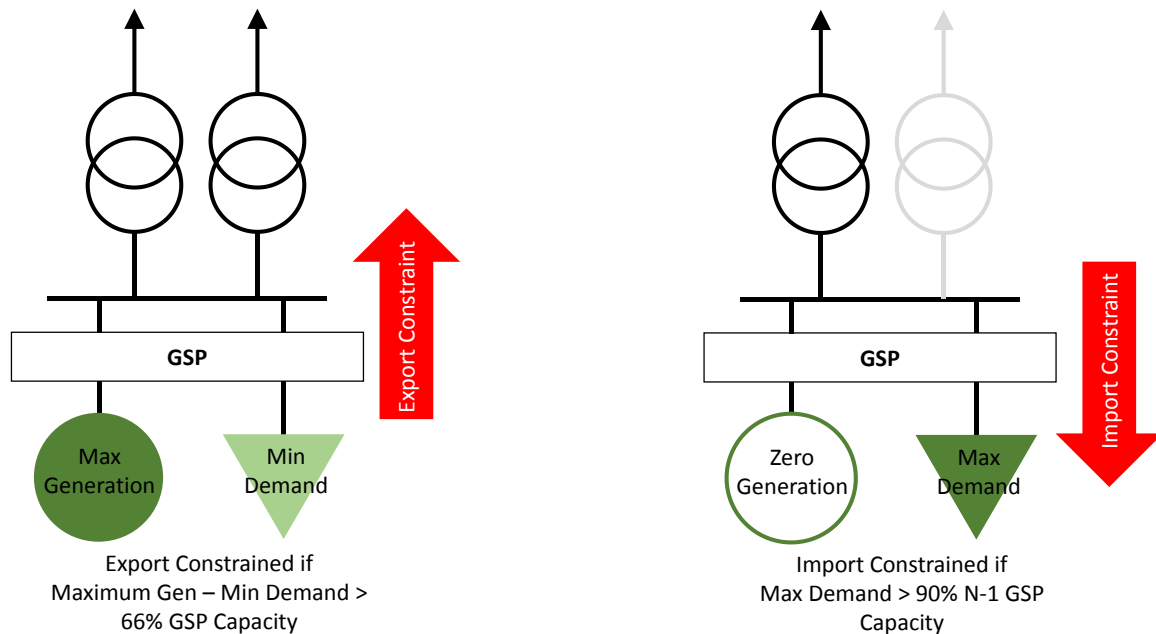 Export Constraint
GSP
Max
Generation
Min
Demand
Export Constrained if
Maximum Gen – Min Demand >
66% GSP Capacity
Import Constraint
GSP
Zero
Generation
Max
Demand
Import Constrained if
Max Demand > 90% N-1 GSP
Capacity